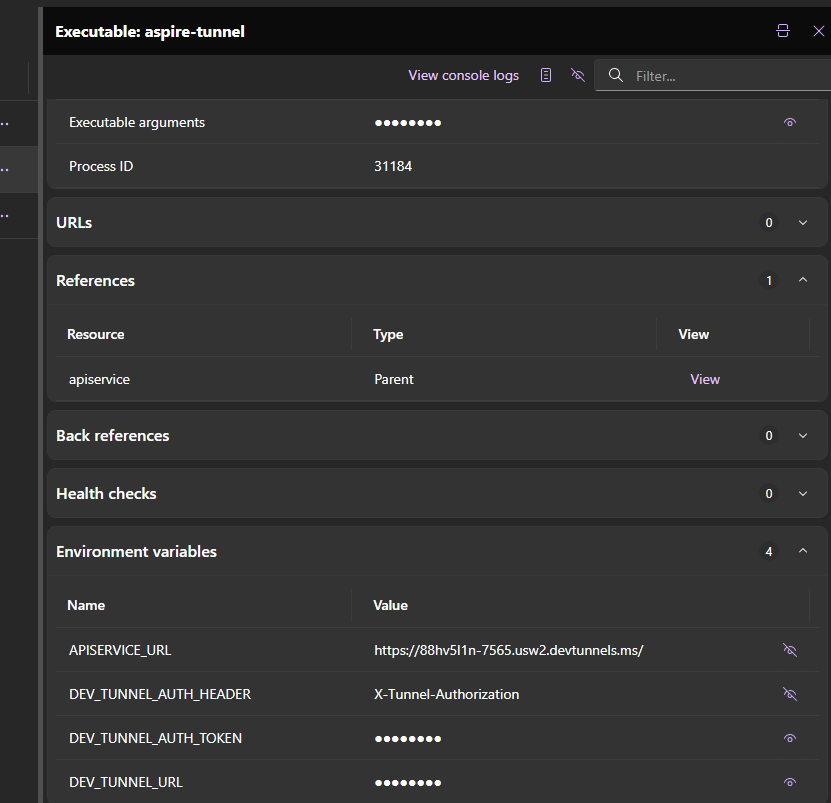 Executable: aspire-tunnel
View console logs Filter...
Executable arguments ●●●●●●●●
Process ID 31184
URLs 0
References 1
Resource Type View
apiservice Parent View
Back references 0
Health checks 0
Environment variables 4
Name Value
APISERVICE_URL https://88hv5l1n-7565.usw2.devtunnels.ms/
DEV_TUNNEL_AUTH_HEADER X-Tunnel-Authorization
DEV_TUNNEL_AUTH_TOKEN ●●●●●●●●
DEV_TUNNEL_URL ●●●●●●●●